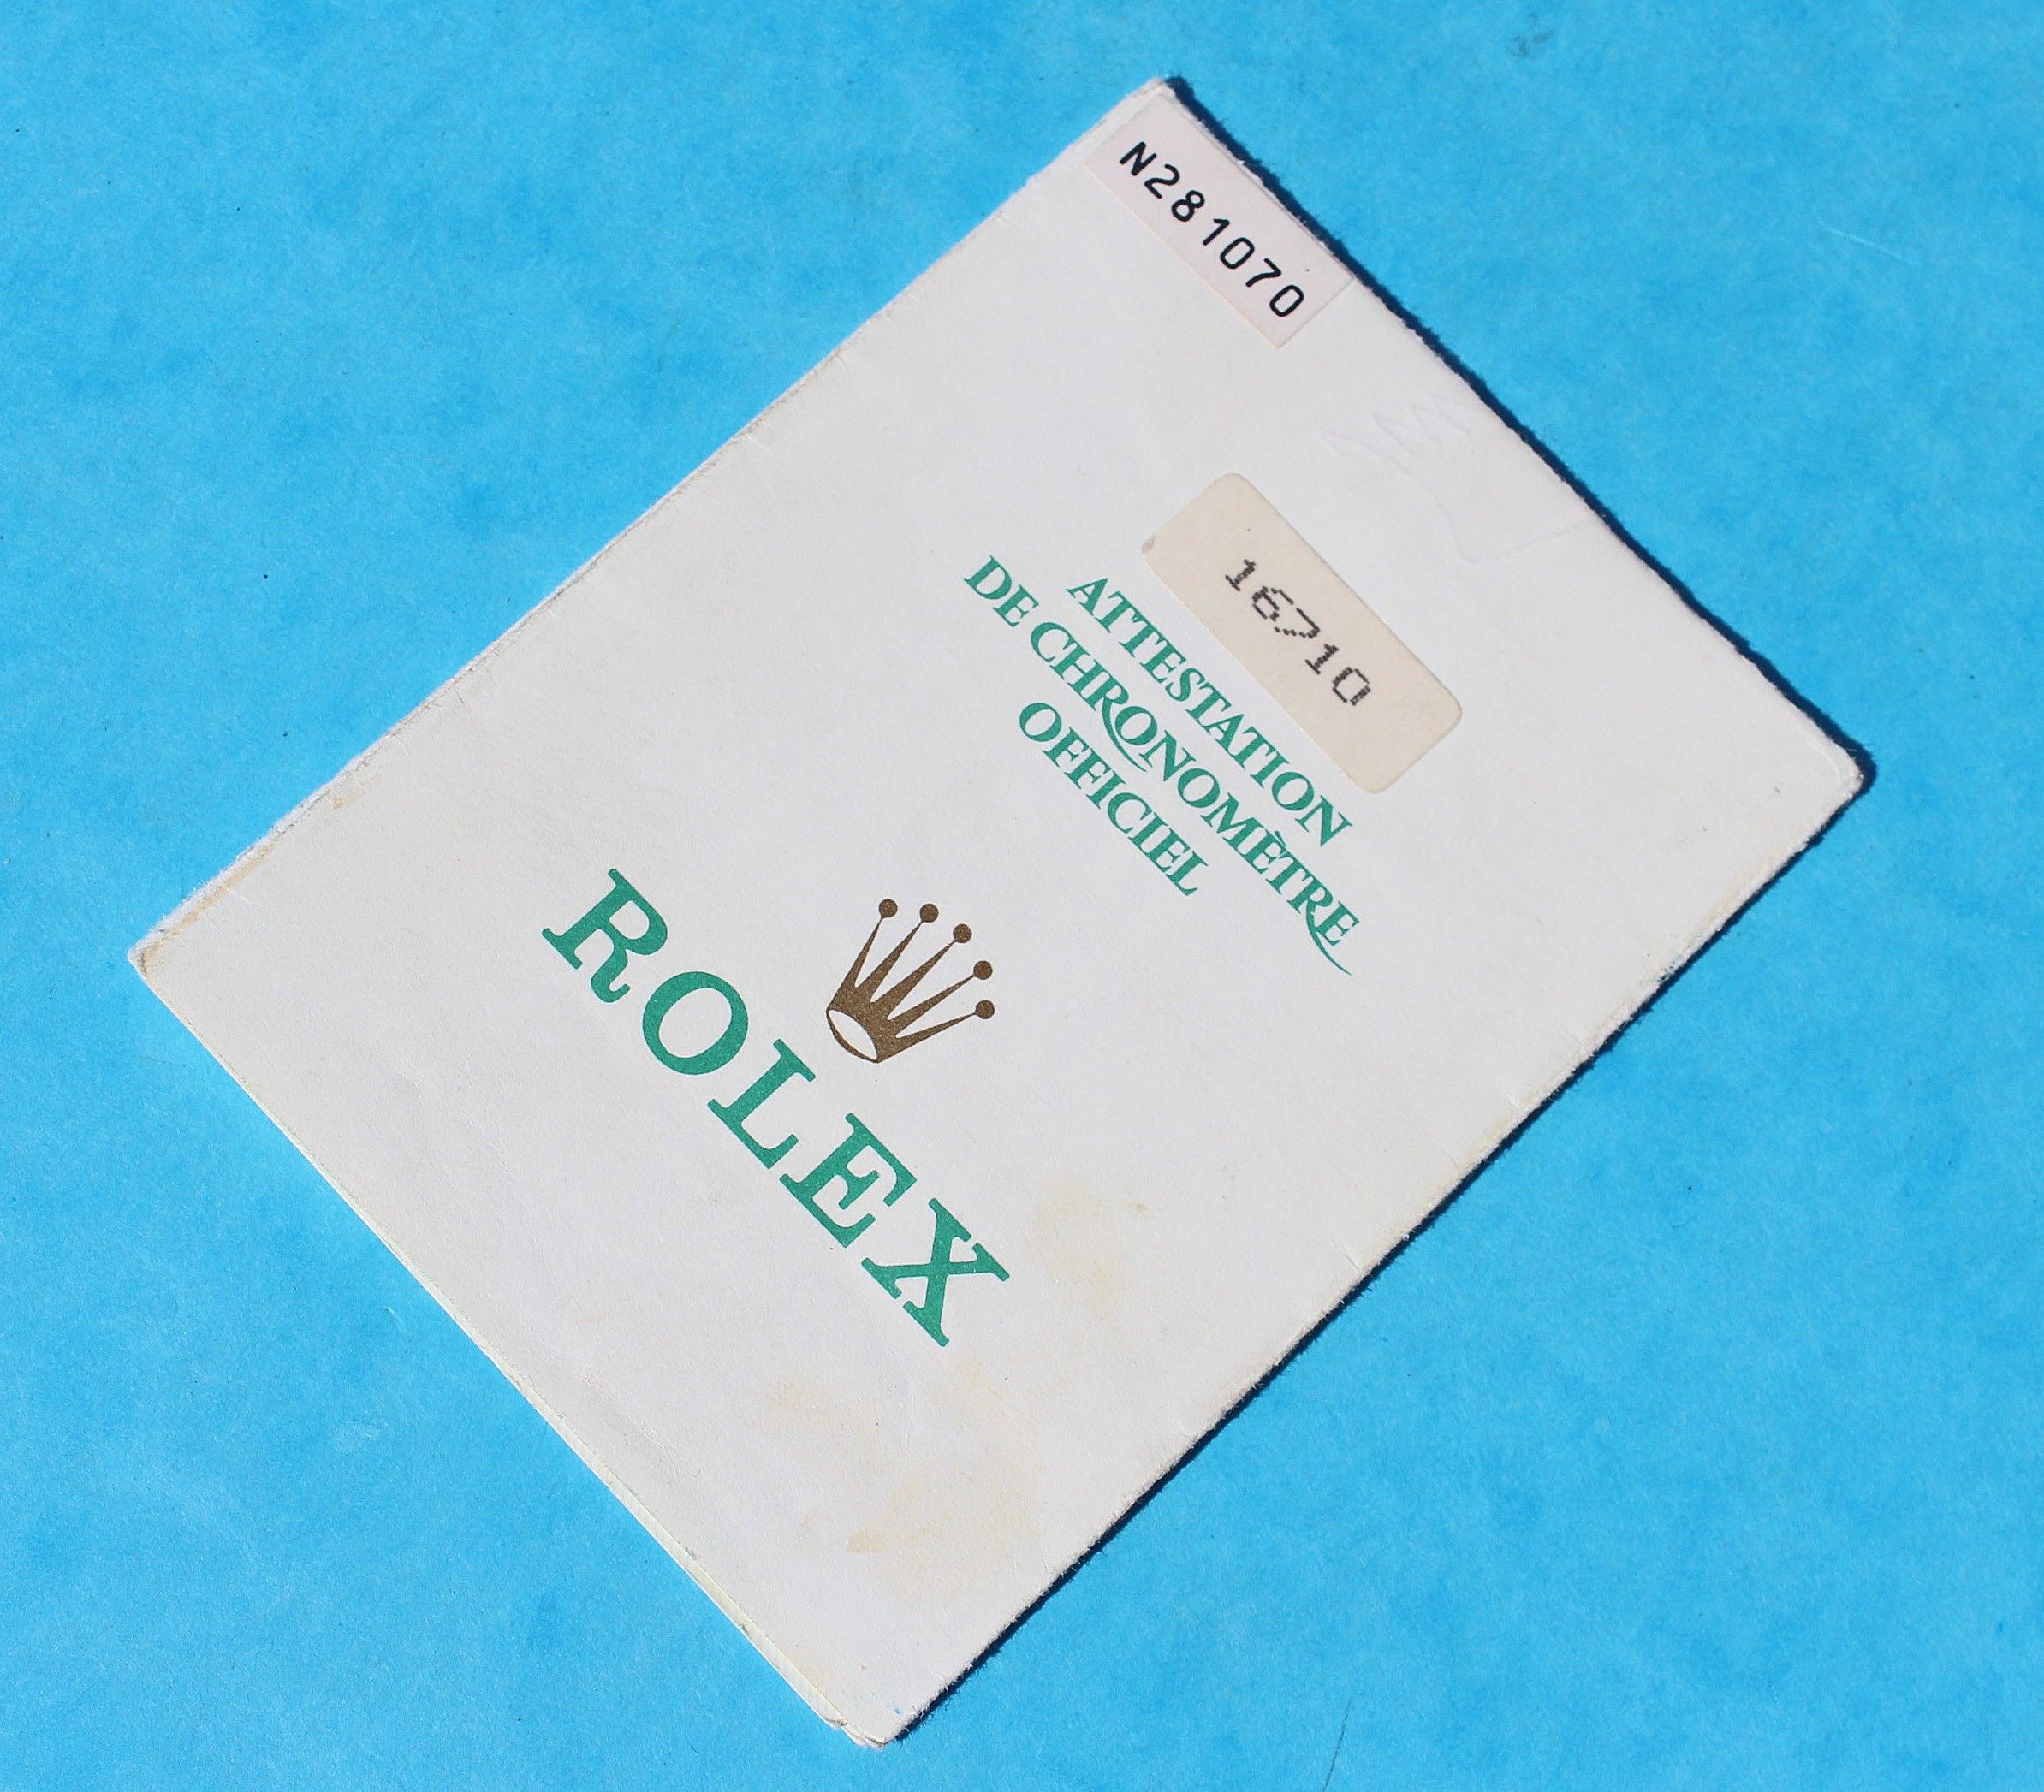 N281070
16710
ATTESTATION
DE CHRONOMÈTRE
OFFICIEL
ROLEX